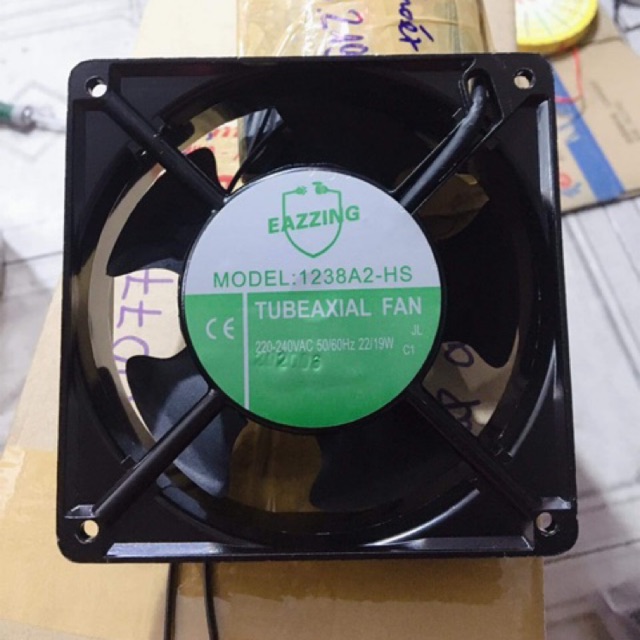 EAZZING
MODEL:1238A2-HS
TUBEAXIAL FAN
CE
JL
220-240VAC 50/60Hz 22/19W
C1